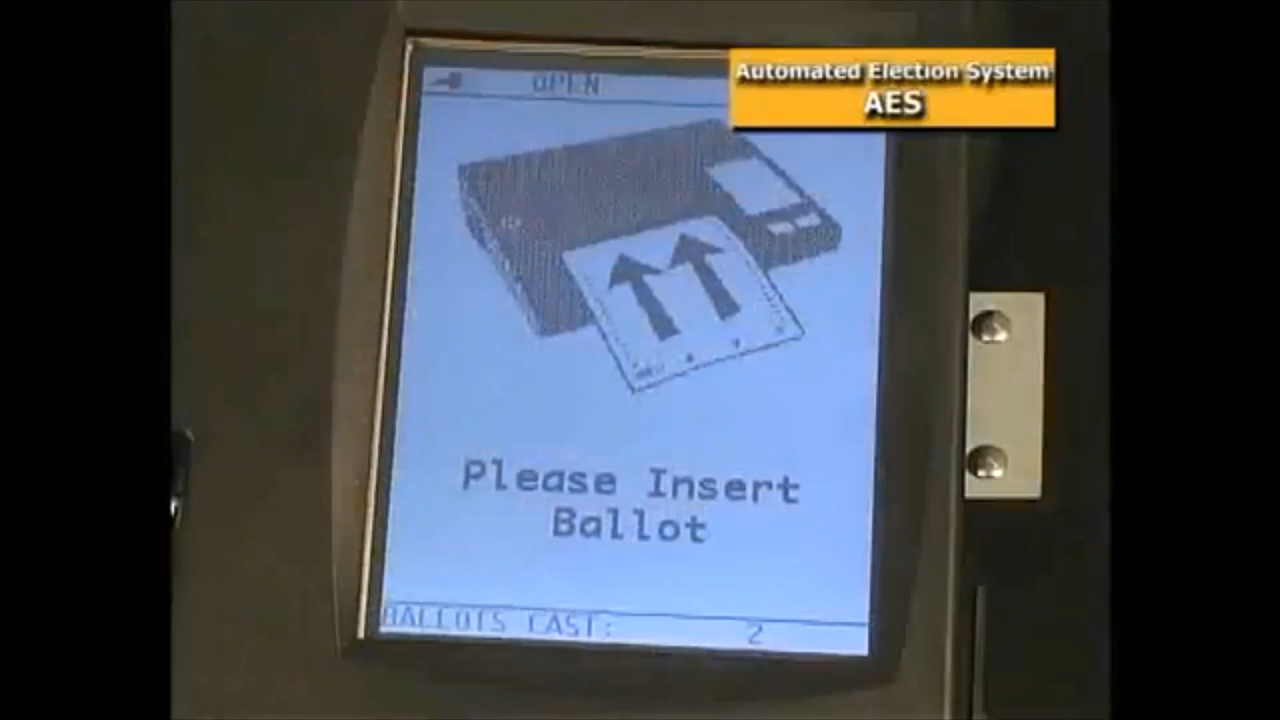 OPEN
Automated Election System
AES
Please Insert
Ballot
BALLOTS CAST: 2